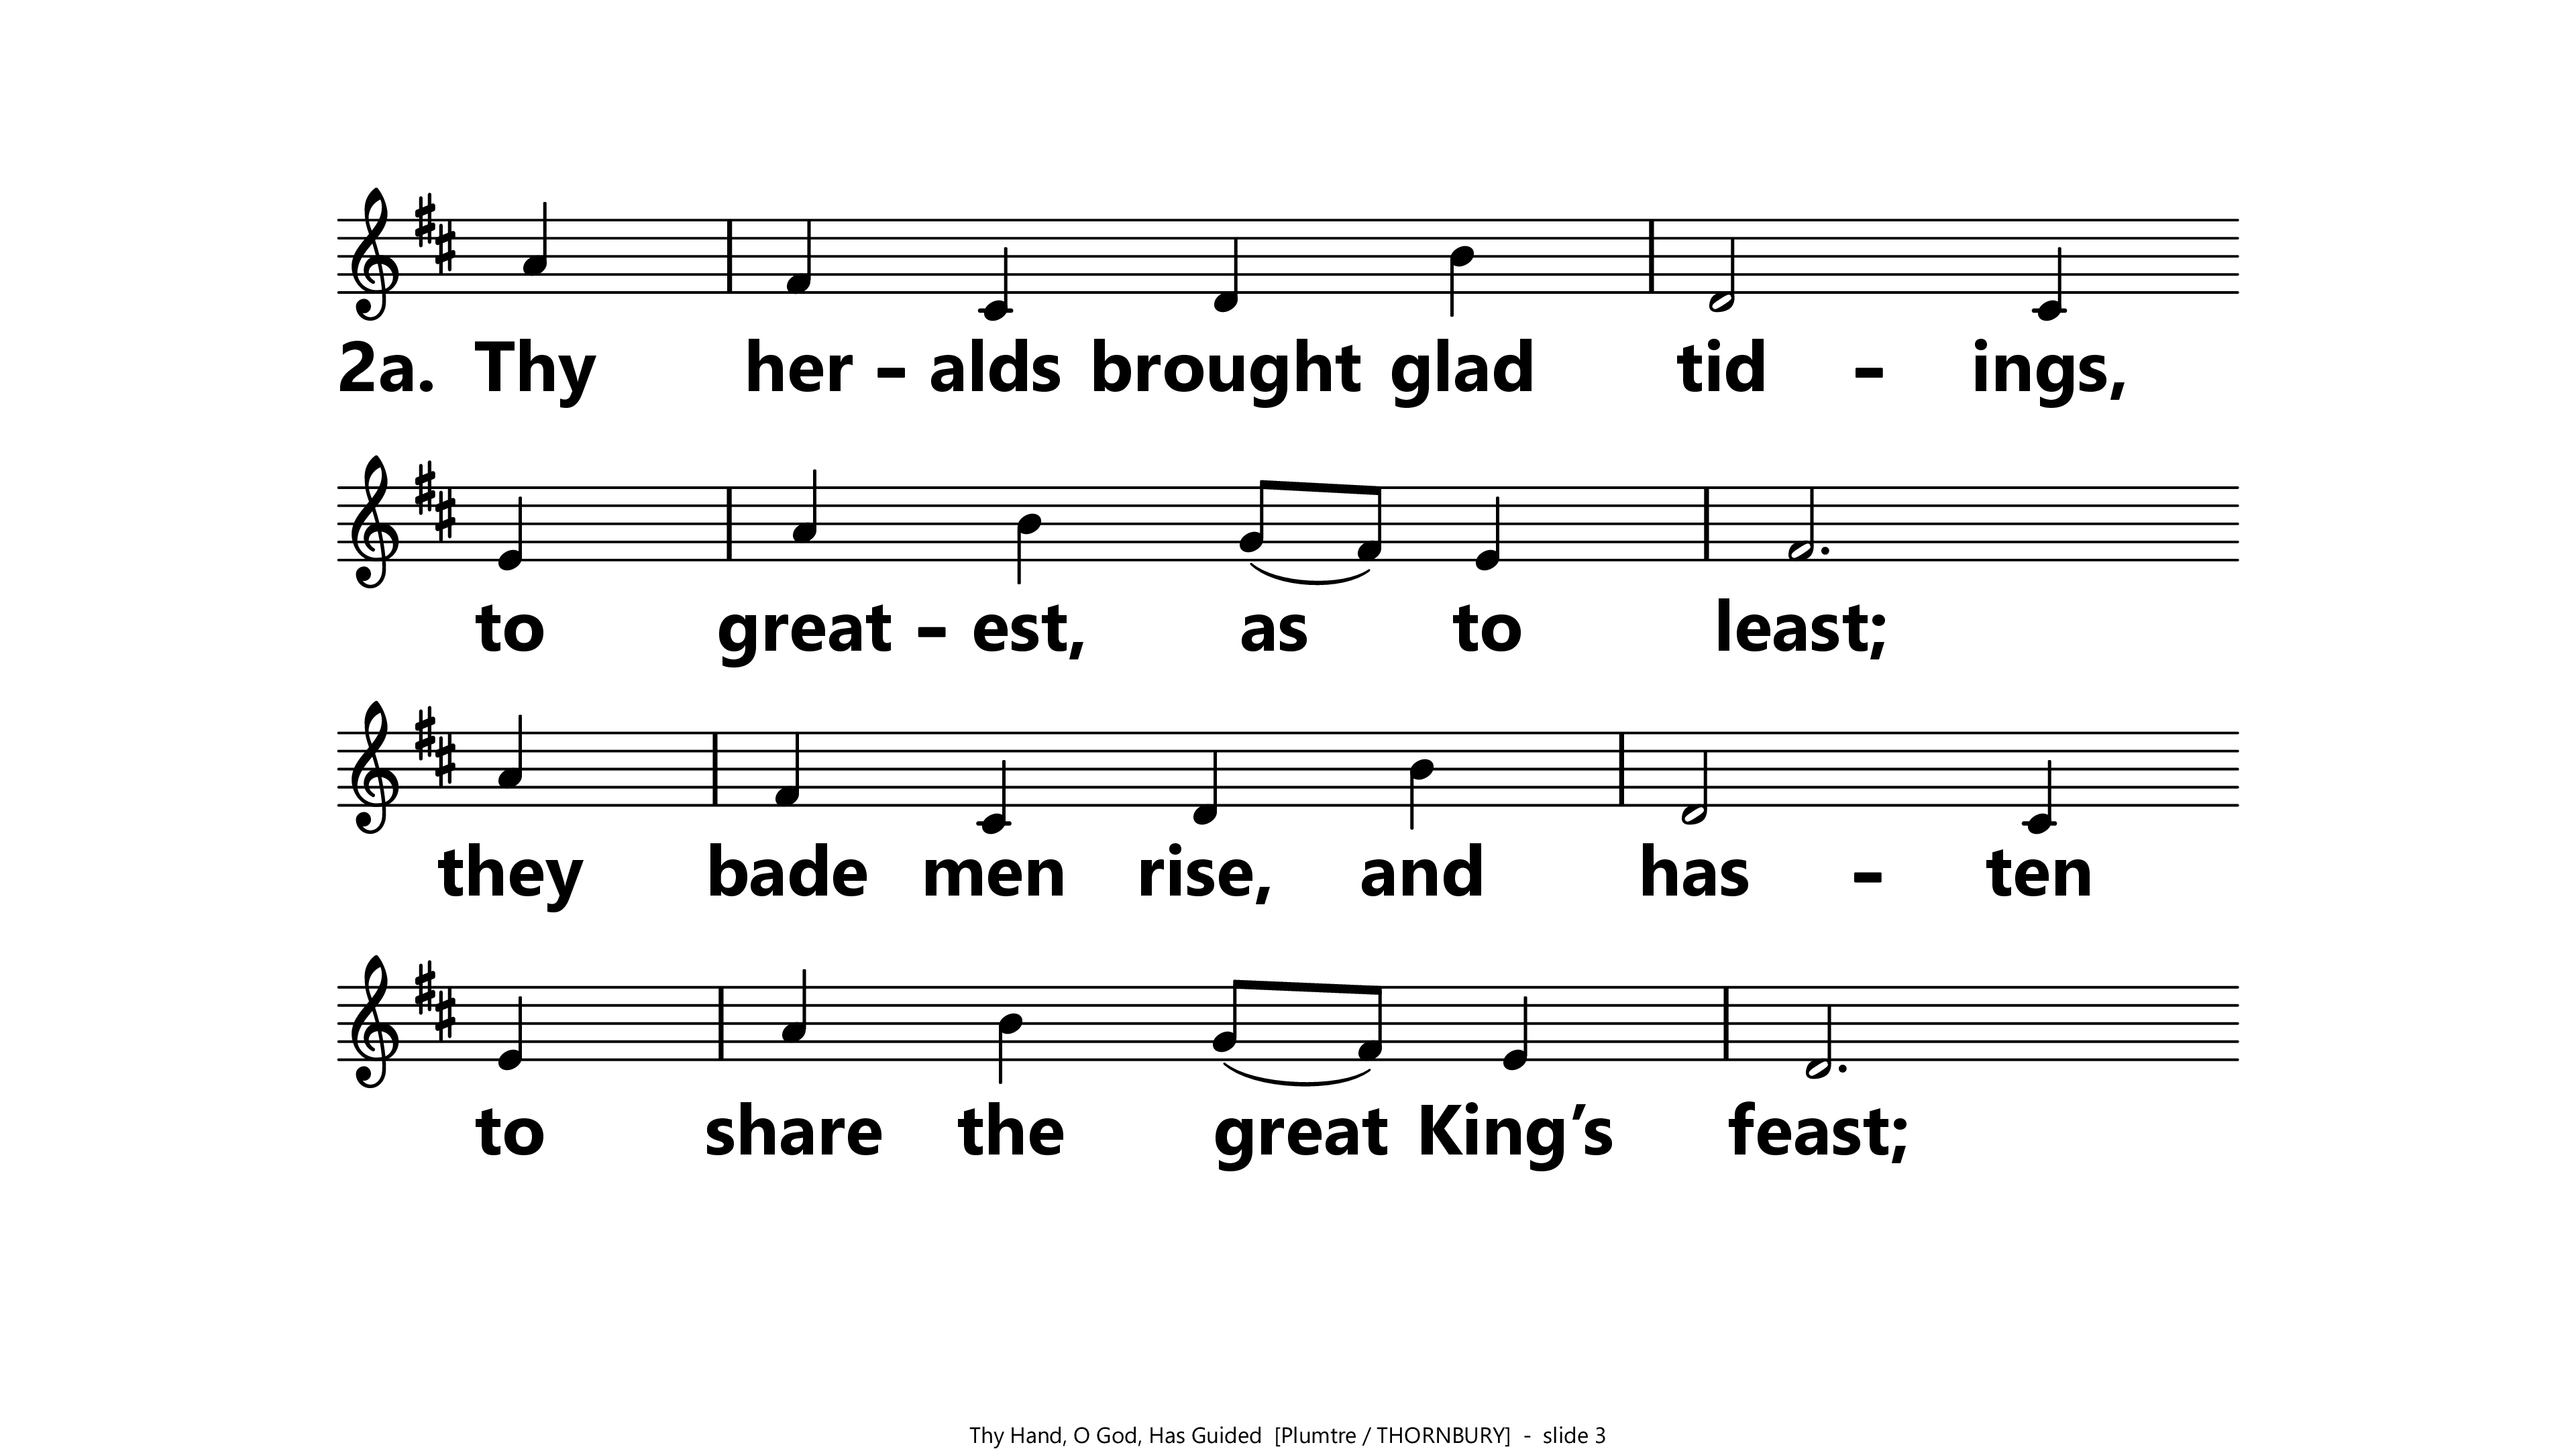 2a. Thy her - alds brought glad tid - ings,
to great - est, as to least;
they bade men rise, and has - ten
to share the great King’s feast;
Thy Hand, O God, Has Guided [Plumtre / THORNBURY] - slide 3